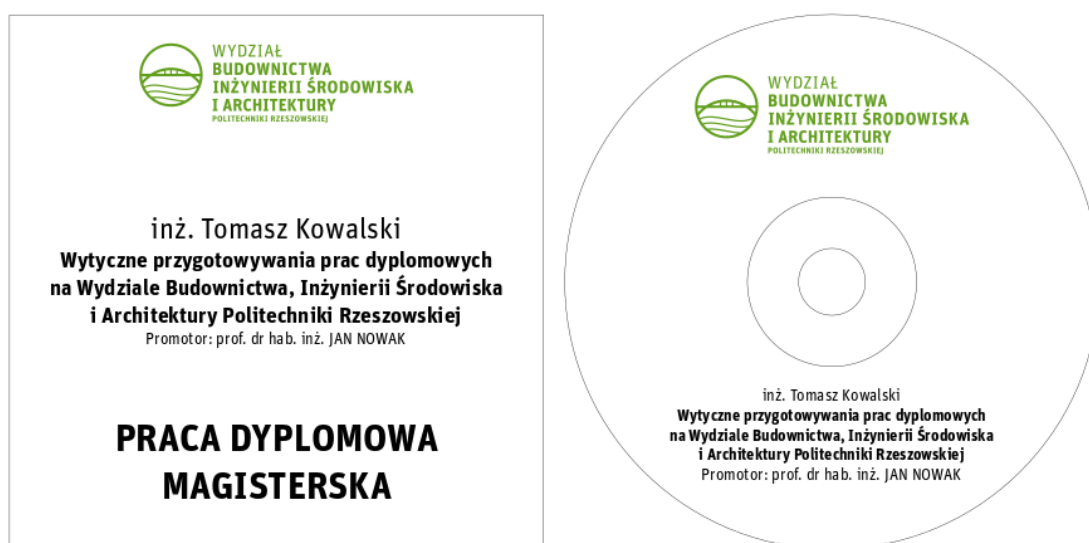 WYDZIAŁ
BUDOWNICTWA
INŻYNIERII ŚRODOWISKA
I ARCHITEKTURY
POLITECHNIKI RZESZOWSKIEJ
inż. Tomasz Kowalski
Wytyczne przygotowywania prac dyplomowych
na Wydziale Budownictwa, Inżynierii Środowiska
i Architektury Politechniki Rzeszowskiej
Promotor: prof. dr hab. inż. JAN NOWAK
PRACA DYPLOMOWA
MAGISTERSKA
WYDZIAŁ
BUDOWNICTWA
INŻYNIERII ŚRODOWISKA
I ARCHITEKTURY
POLITECHNIKI RZESZOWSKIEJ
inż. Tomasz Kowalski
Wytyczne przygotowywania prac dyplomowych
na Wydziale Budownictwa, Inżynierii Środowiska
i Architektury Politechniki Rzeszowskiej
Promotor: prof. dr hab. inż. JAN NOWAK